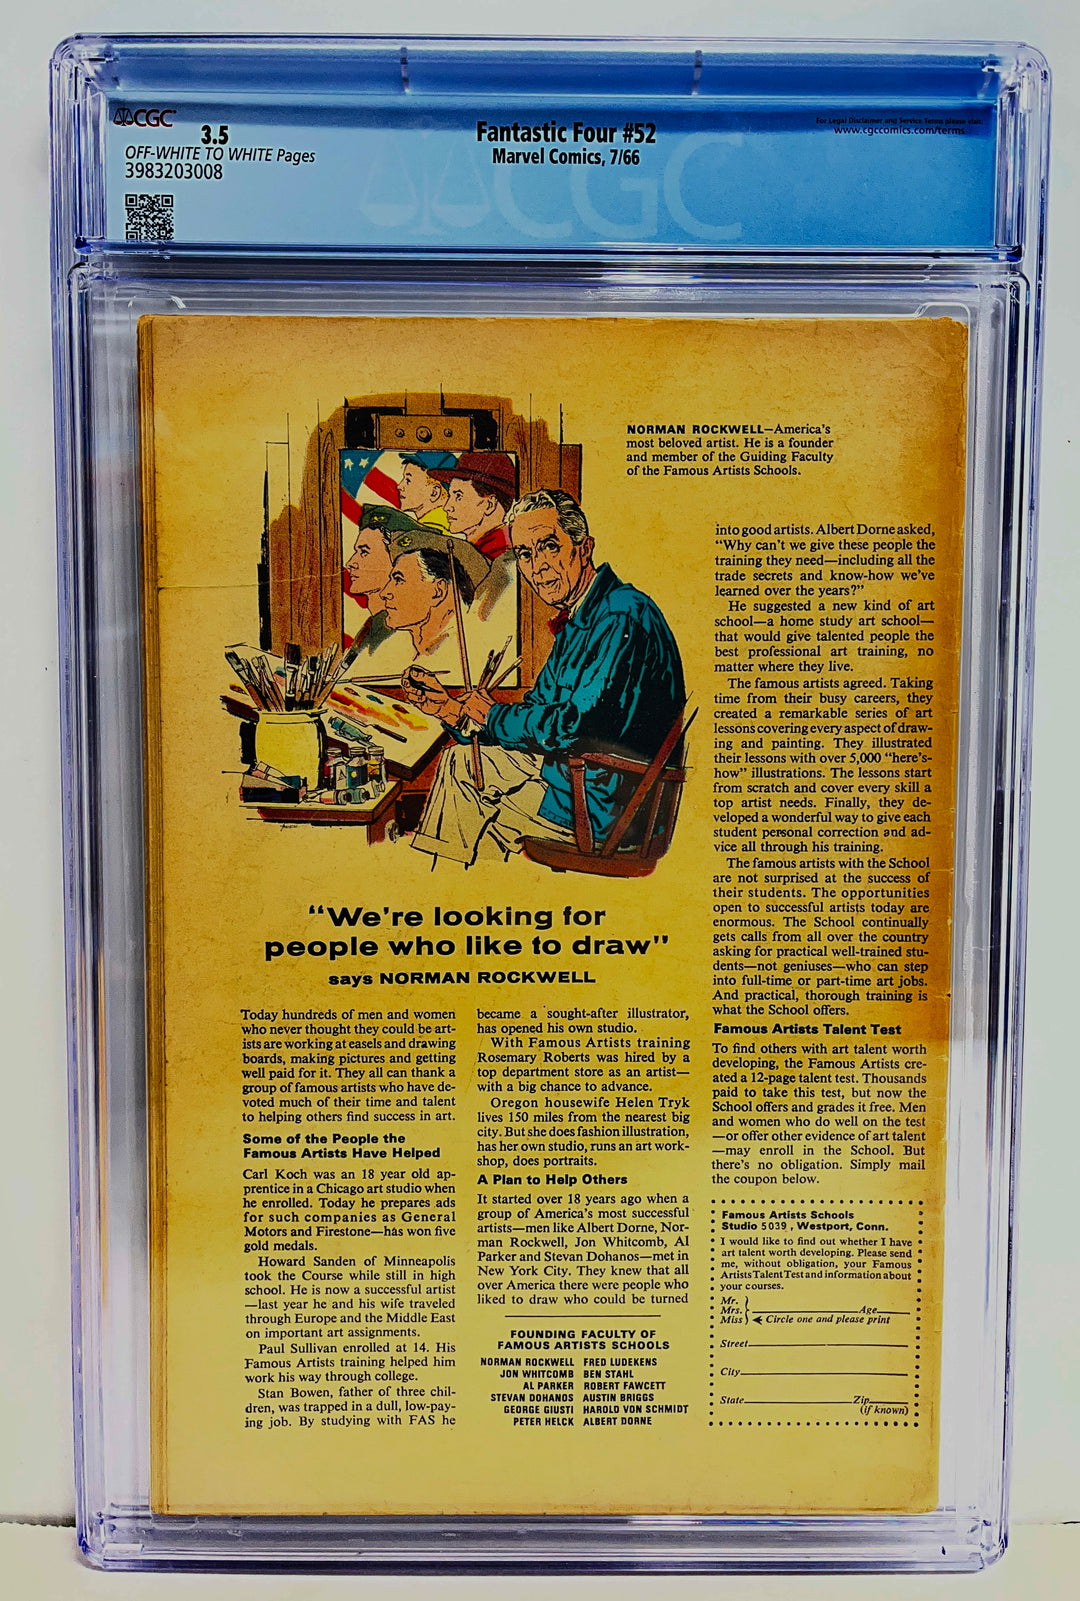 CGC
3.5
OFF-WHITE TO WHITE Pages
3983203008
Fantastic Four #52
Marvel Comics, 7/66
For Legal Disclaimer and Service Terms please visit:
www.cgccomics.com/terms
CGC
NORMAN ROCKWELL—America's
most beloved artist. He is a founder
and member of the Guiding Faculty
of the Famous Artists Schools.
"We're looking for
people who like to draw"
says NORMAN ROCKWELL
Today hundreds of men and women
who never thought they could be art-
ists are working at easels and drawing
boards, making pictures and getting
well paid for it. They all can thank a
group of famous artists who have de-
voted much of their time and talent
to helping others find success in art.
Some of the People the
Famous Artists Have Helped
Carl Koch was an 18 year old ap-
prentice in a Chicago art studio when
he enrolled. Today he prepares ads
for such companies as General
Motors and Firestone—has won five
gold medals.
Howard Sanden of Minneapolis
took the Course while still in high
school. He is now a successful artist
—last year he and his wife traveled
through Europe and the Middle East
on important art assignments.
Paul Sullivan enrolled at 14. His
Famous Artists training helped him
work his way through college.
Stan Bowen, father of three chil-
dren, was trapped in a dull, low-pay-
ing job. By studying with FAS he
became a sought-after illustrator,
has opened his own studio.
With Famous Artists training
Rosemary Roberts was hired by a
top department store as an artist—
with a big chance to advance.
Oregon housewife Helen Tryk
lives 150 miles from the nearest big
city. But she does fashion illustration,
has her own studio, runs an art work-
shop, does portraits.
A Plan to Help Others
It started over 18 years ago when a
group of America's most successful
artists—men like Albert Dorne, Nor-
man Rockwell, Jon Whitcomb, Al
Parker and Stevan Dohanos—met in
New York City. They knew that all
over America there were people who
liked to draw who could be turned
FOUNDING FACULTY OF
FAMOUS ARTISTS SCHOOLS
NORMAN ROCKWELL FRED LUDEKENS
JON WHITCOMB BEN STAHL
AL PARKER ROBERT FAWCETT
STEVAN DOHANOS AUSTIN BRIGGS
GEORGE GIUSTI HAROLD VON SCHMIDT
PETER HELCK ALBERT DORNE
into good artists. Albert Dorne asked,
"Why can't we give these people the
training they need—including all the
trade secrets and know-how we've
learned over the years?"
He suggested a new kind of art
school—a home study art school—
that would give talented people the
best professional art training, no
matter where they live.
The famous artists agreed. Taking
time from their busy careers, they
created a remarkable series of art
lessons covering every aspect of draw-
ing and painting. They illustrated
their lessons with over 5,000 "here's-
how" illustrations. The lessons start
from scratch and cover every skill a
top artist needs. Finally, they de-
veloped a wonderful way to give each
student personal correction and ad-
vice all through his training.
The famous artists with the School
are not surprised at the success of
their students. The opportunities
open to successful artists today are
enormous. The School continually
gets calls from all over the country
asking for practical well-trained stu-
dents—not geniuses—who can step
into full-time or part-time art jobs.
And practical, thorough training is
what the School offers.
Famous Artists Talent Test
To find others with art talent worth
developing, the Famous Artists cre-
ated a 12-page talent test. Thousands
paid to take this test, but now the
School offers and grades it free. Men
and women who do well on the test
—or offer other evidence of art talent
—may enroll in the School. But
there's no obligation. Simply mail
the coupon below.
Famous Artists Schools
Studio 5039, Westport, Conn.
I would like to find out whether I have
art talent worth developing. Please send
me, without obligation, your Famous
Artists Talent Test and information about
your courses.
Mr.
Mrs. Age
Miss Circle one and please print
Street
City
State Zip
(if known)